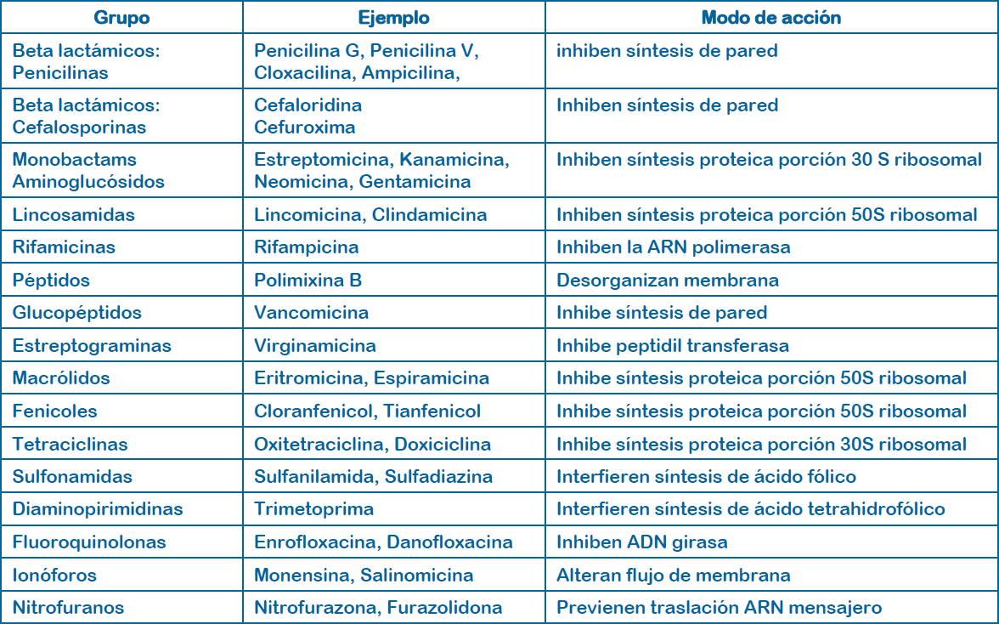 Grupo Ejemplo Modo de acción
Beta lactámicos: Penicilina G, Penicilina V, inhiben síntesis de pared
Penicilinas Cloxacilina, Ampicilina,
Beta lactámicos: Cefaloridina Inhiben síntesis de pared
Cefalosporinas Cefuroxima
Monobactams Estreptomicina, Kanamicina, Inhiben síntesis proteica porción 30 S ribosomal
Aminoglucósidos Neomicina, Gentamicina
Lincosamidas Lincomicina, Clindamicina Inhiben síntesis proteica porción 50S ribosomal
Rifamicinas Rifampicina Inhiben la ARN polimerasa
Péptidos Polimixina B Desorganizan membrana
Glucopéptidos Vancomicina Inhibe síntesis de pared
Estreptograminas Virginamicina Inhibe peptidil transferasa
Macrólidos Eritromicina, Espiramicina Inhibe síntesis proteica porción 50S ribosomal
Fenicoles Cloranfenicol, Tianfenicol Inhibe síntesis proteica porción 50S ribosomal
Tetraciclinas Oxitetraciclina, Doxiciclina Inhibe síntesis proteica porción 30S ribosomal
Sulfonamidas Sulfanilamida, Sulfadiazina Interfieren síntesis de ácido fólico
Diaminopirimidinas Trimetoprima Interfieren síntesis de ácido tetrahidrofólico
Fluoroquinolonas Enrofloxacina, Danofloxacina Inhiben ADN girasa
Ionóforos Monensina, Salinomicina Alteran flujo de membrana
Nitrofuranos Nitrofurazona, Furazolidona Previenen traslación ARN mensajero